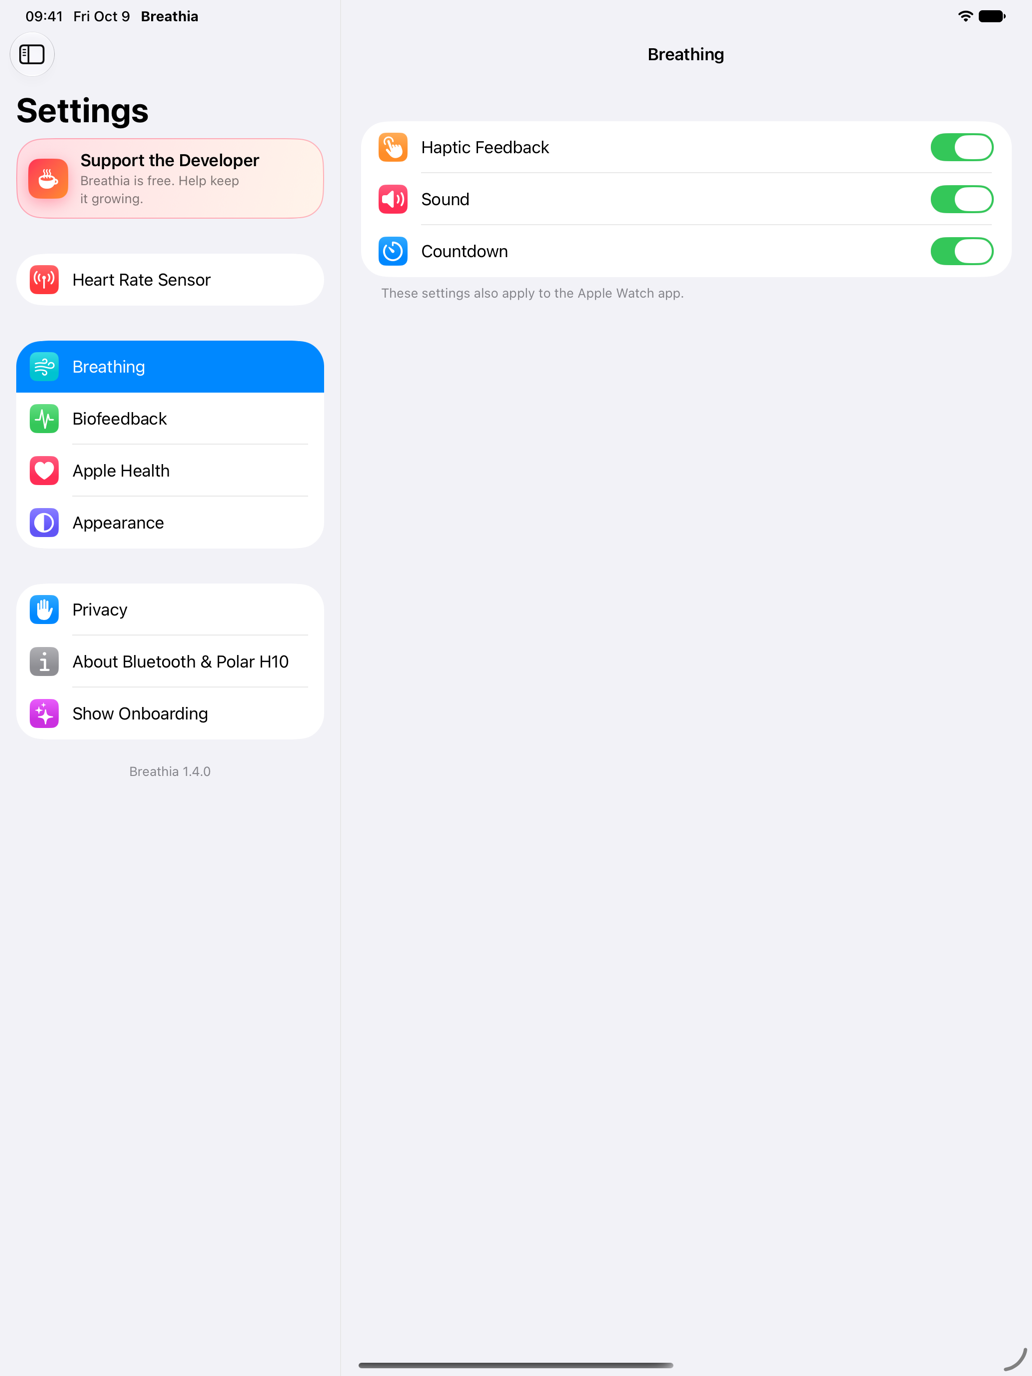 09:41 Fri Oct 9 Breathia
Settings
Support the Developer
Breathia is free. Help keep
it growing.
Heart Rate Sensor
Breathing
Biofeedback
Apple Health
Appearance
Privacy
About Bluetooth & Polar H10
Show Onboarding
Breathia 1.4.0
Breathing
Haptic Feedback
Sound
Countdown
These settings also apply to the Apple Watch app.